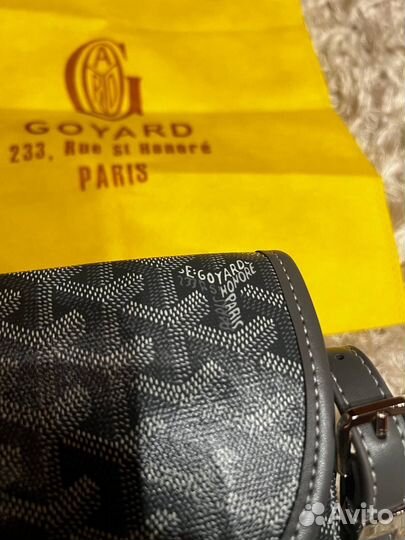 GOYARD
233, Rue st Honoré
PARIS
E.GOYARD
HONORE
PARIS
Avito